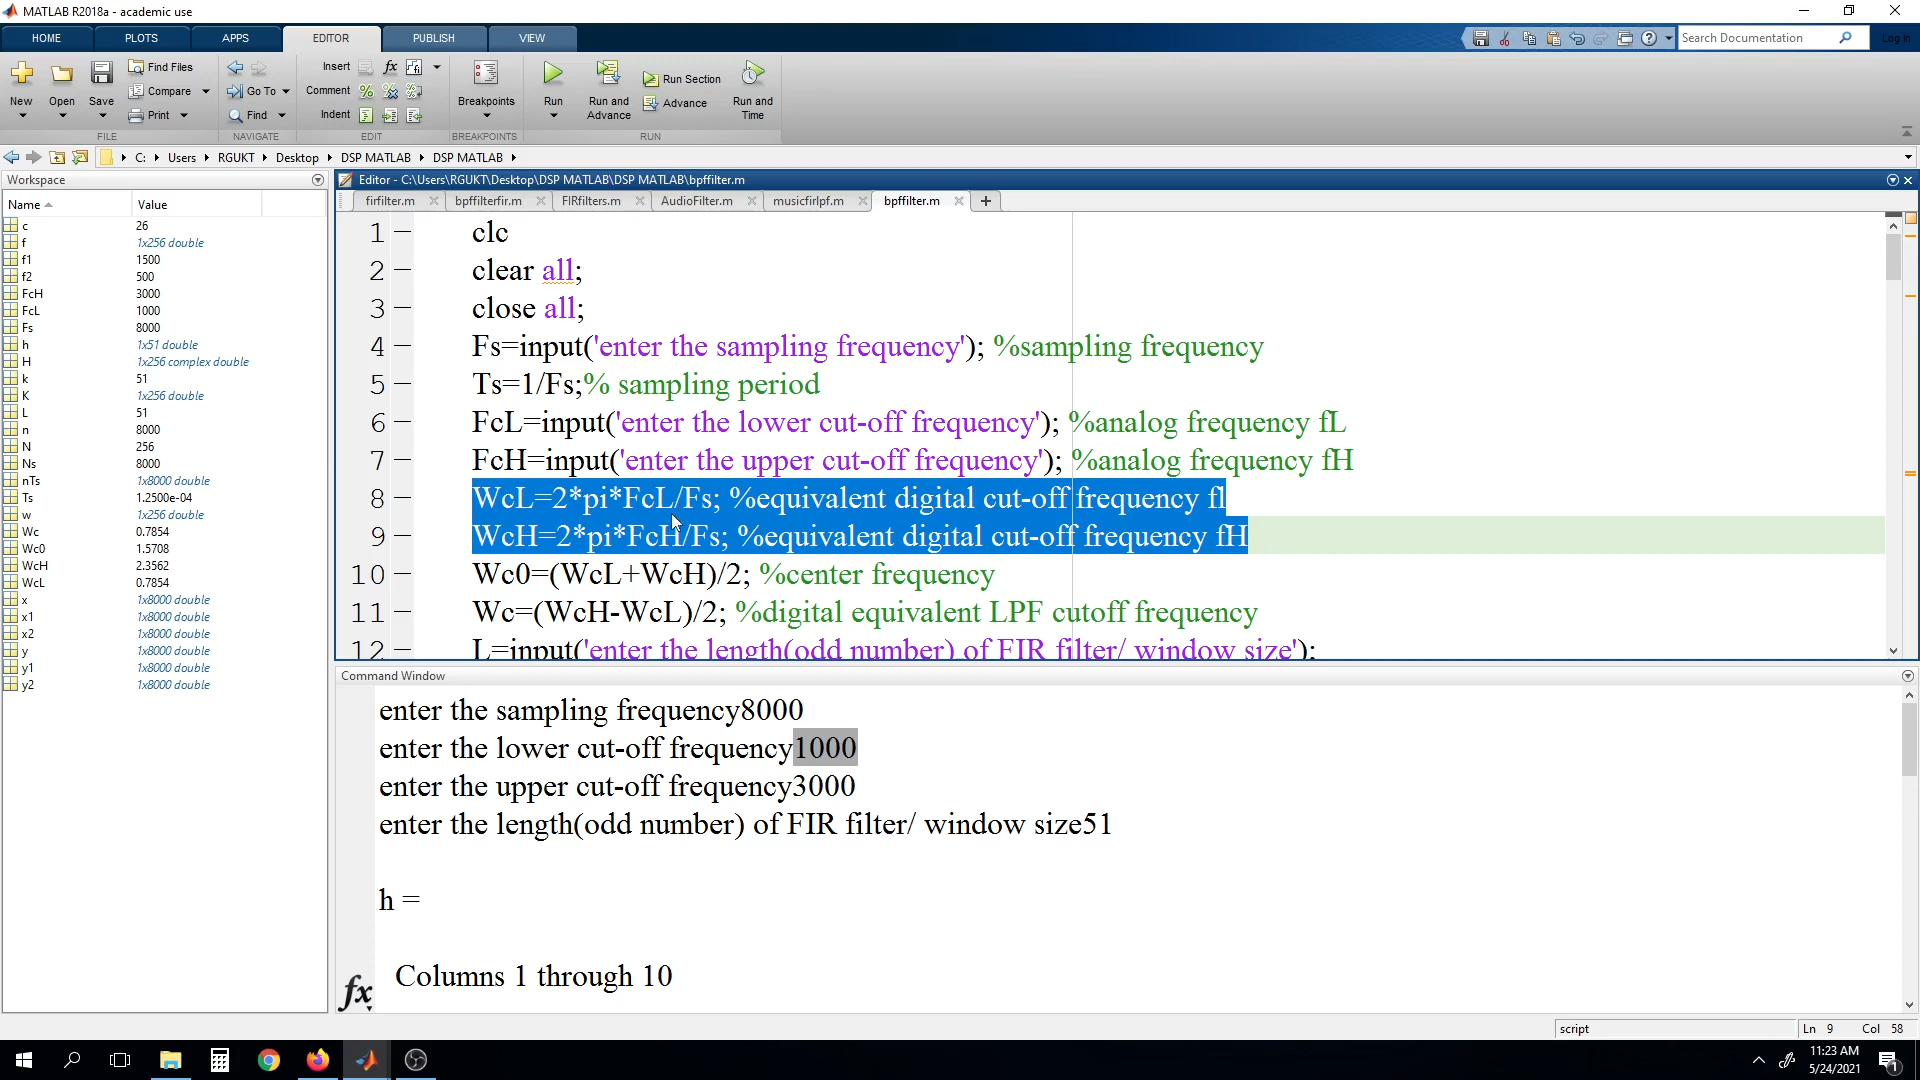 MATLAB R2018a - academic use
HOME PLOTS APPS EDITOR PUBLISH VIEW
Search Documentation
Log In
New
Open
Save
Find Files
Compare
Print
Go To
Find
Insert fx
Comment
Indent
Breakpoints
Run
Run and Advance
Run Section
Advance
Run and Time
FILE NAVIGATE EDIT BREAKPOINTS RUN
C: Users RGUKT Desktop DSP MATLAB DSP MATLAB
Workspace
Name Value
c 26
f 1x256 double
f1 1500
f2 500
FcH 3000
FcL 1000
Fs 8000
h 1x51 double
H 1x256 complex double
k 51
K 1x256 double
L 51
n 8000
N 256
Ns 8000
nTs 1x8000 double
Ts 1.2500e-04
w 1x256 double
Wc 0.7854
Wc0 1.5708
WcH 2.3562
WcL 0.7854
x 1x8000 double
x1 1x8000 double
x2 1x8000 double
y 1x8000 double
y1 1x8000 double
y2 1x8000 double
Editor - C:\Users\RGUKT\Desktop\DSP MATLAB\DSP MATLAB\bpffilter.m
firfilter.m bpffilterfir.m FIRfilters.m AudioFilter.m musicfirlpf.m bpffilter.m
1 – clc
2 – clear all;
3 – close all;
4 – Fs=input('enter the sampling frequency'); %sampling frequency
5 – Ts=1/Fs;% sampling period
6 – FcL=input('enter the lower cut-off frequency'); %analog frequency fL
7 – FcH=input('enter the upper cut-off frequency'); %analog frequency fH
8 – WcL=2*pi*FcL/Fs; %equivalent digital cut-off frequency fl
9 – WcH=2*pi*FcH/Fs; %equivalent digital cut-off frequency fH
10 – Wc0=(WcL+WcH)/2; %center frequency
11 – Wc=(WcH-WcL)/2; %digital equivalent LPF cutoff frequency
12 – L=input('enter the length(odd number) of FIR filter/ window size');
Command Window
enter the sampling frequency8000
enter the lower cut-off frequency1000
enter the upper cut-off frequency3000
enter the length(odd number) of FIR filter/ window size51
h =
Columns 1 through 10
fx
script Ln 9 Col 58
11:23 AM
5/24/2021
1